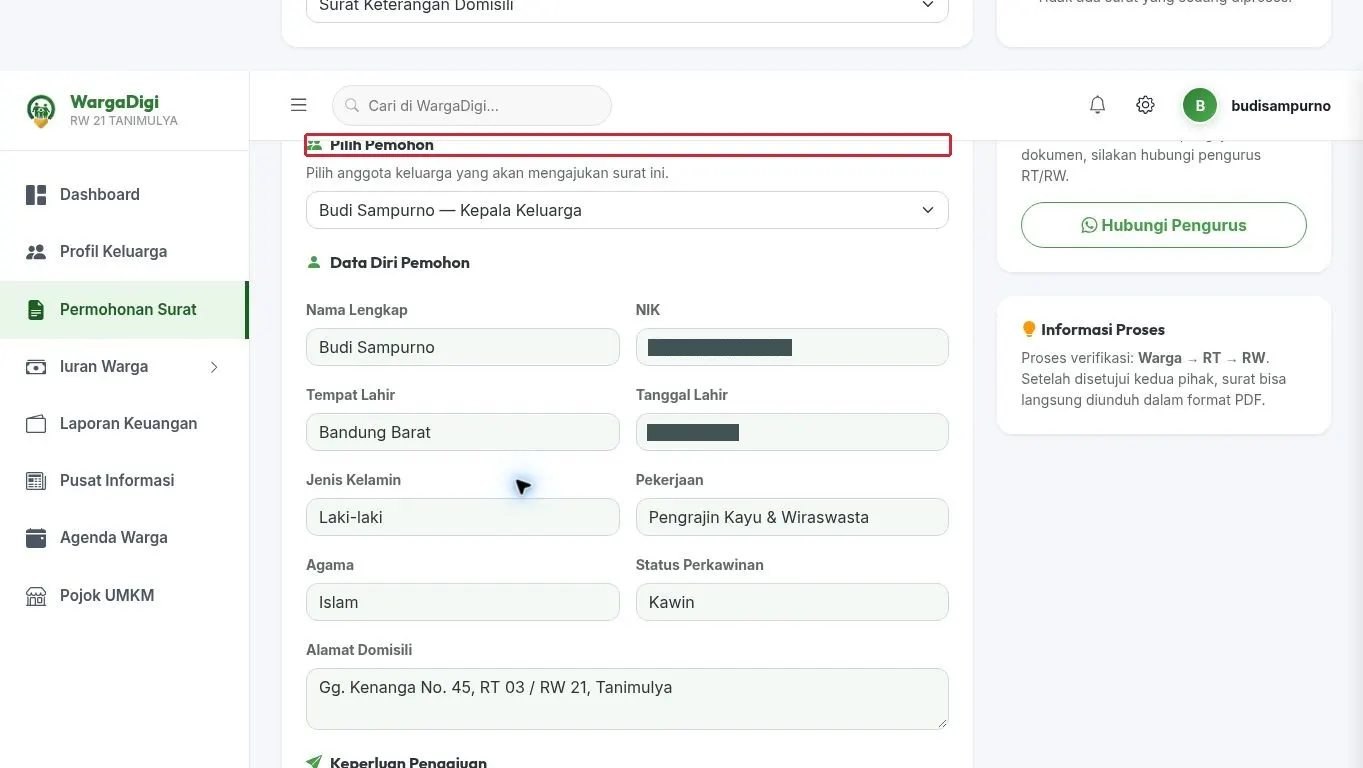 Surat Keterangan Domisili
WargaDigi
RW 21 TANIMULYA
Cari di WargaDigi...
B
budisampurno
Dashboard
Profil Keluarga
Permohonan Surat
Iuran Warga
Laporan Keuangan
Pusat Informasi
Agenda Warga
Pojok UMKM
Pilih Pemohon
Pilih anggota keluarga yang akan mengajukan surat ini.
Budi Sampurno — Kepala Keluarga
Data Diri Pemohon
Nama Lengkap
Budi Sampurno
NIK
Tempat Lahir
Bandung Barat
Tanggal Lahir
Jenis Kelamin
Laki-laki
Pekerjaan
Pengrajin Kayu & Wiraswasta
Agama
Islam
Status Perkawinan
Kawin
Alamat Domisili
Gg. Kenanga No. 45, RT 03 / RW 21, Tanimulya
Keperluan Pengajuan
dokumen, silakan hubungi pengurus
RT/RW.
Hubungi Pengurus
Informasi Proses
Proses verifikasi: Warga → RT → RW.
Setelah disetujui kedua pihak, surat bisa
langsung diunduh dalam format PDF.